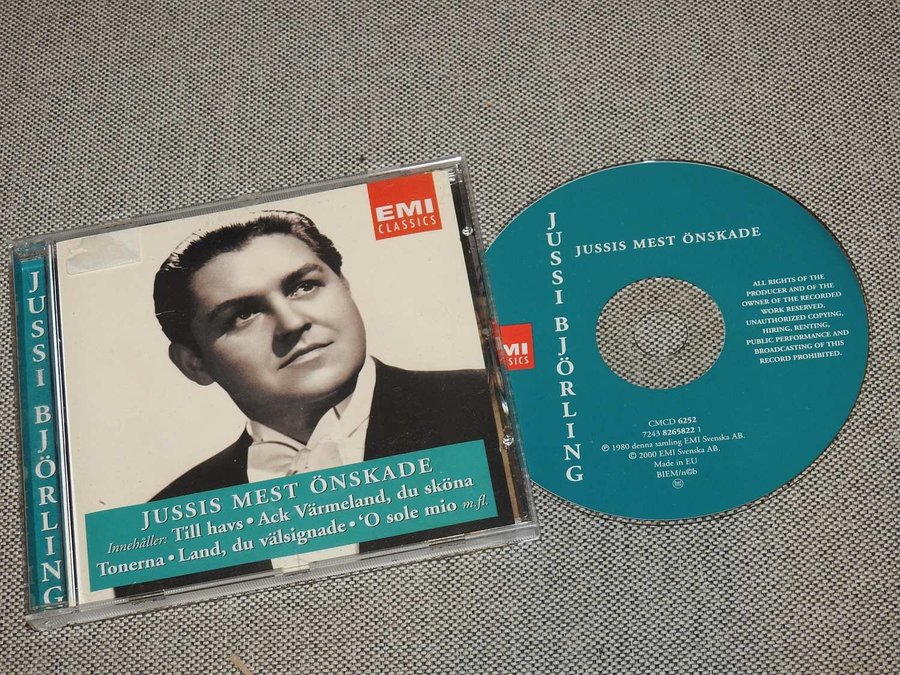 JUSSI BJÖRLING
EMI
CLASSICS
JUSSIS MEST ÖNSKADE
Innehåller: Till havs • Ack Värmeland, du sköna
Tonerna • Land, du välsignade • 'O sole mio m.fl.
JUSSI BJÖRLING
JUSSIS MEST ÖNSKADE
ALL RIGHTS OF THE
PRODUCER AND OF THE
OWNER OF THE RECORDED
WORK RESERVED.
UNAUTHORIZED COPYING,
HIRING, RENTING,
PUBLIC PERFORMANCE AND
BROADCASTING OF THIS
RECORD PROHIBITED.
MI
SSICS
CMCD 6252
7243 8265822 1
℗ 1980 denna samling EMI Svenska AB.
© 2000 EMI Svenska AB.
Made in EU
BIEM/n©b